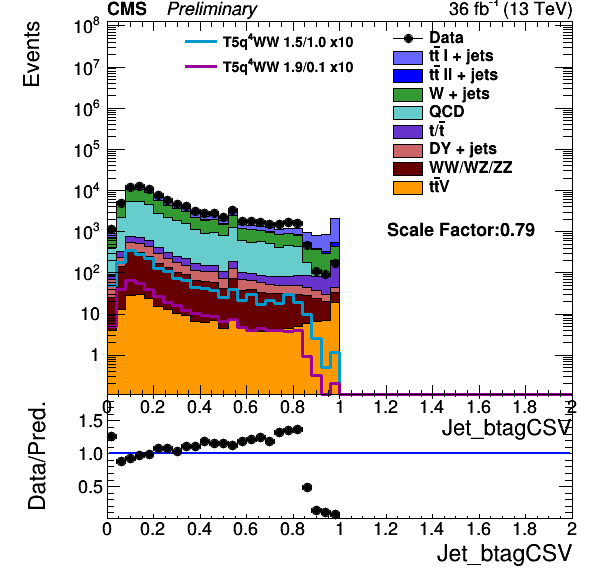 CMS Preliminary 36 fb⁻¹ (13 TeV)
Events
10⁸
10⁷
10⁶
10⁵
10⁴
10³
10²
10
1
T5q⁴WW 1.5/1.0 x10
T5q⁴WW 1.9/0.1 x10
Data
tt̄ l + jets
tt̄ ll + jets
W + jets
QCD
t/t̄
DY + jets
WW/WZ/ZZ
tt̄V
Scale Factor:0.79
0 0.2 0.4 0.6 0.8 1 1.2 1.4 1.6 1.8 2
Jet_btagCSV
Data/Pred.
1.5
1.0
0.5
0 0.2 0.4 0.6 0.8 1 1.2 1.4 1.6 1.8 2
Jet_btagCSV